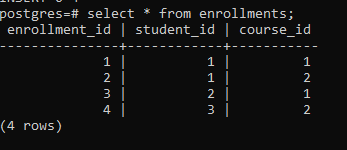 postgres=# select * from enrollments;
 enrollment_id | student_id | course_id
---------------+------------+-----------
             1 |          1 |         1
             2 |          1 |         2
             3 |          2 |         1
             4 |          3 |         2
(4 rows)